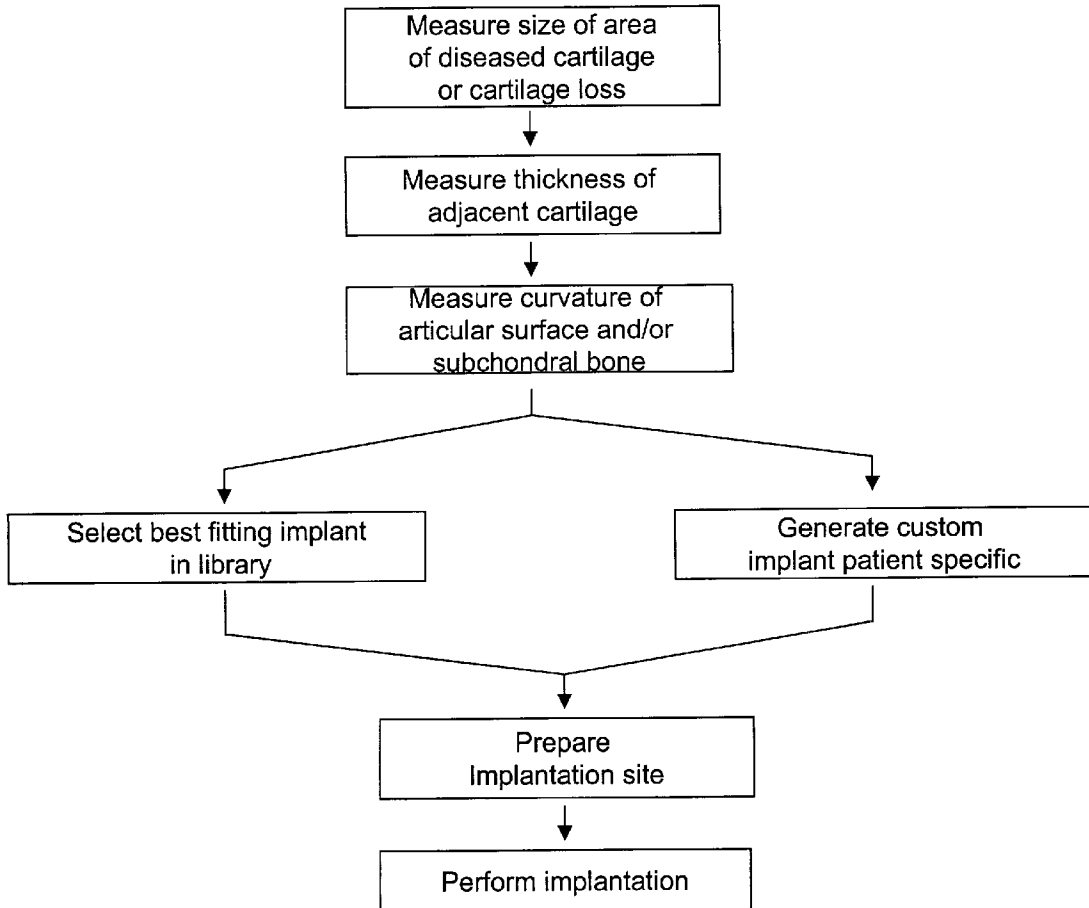 Measure size of area
of diseased cartilage
or cartilage loss
Measure thickness of
adjacent cartilage
Measure curvature of
articular surface and/or
subchondral bone
Select best fitting implant
in library
Generate custom
implant patient specific
Prepare
Implantation site
Perform implantation